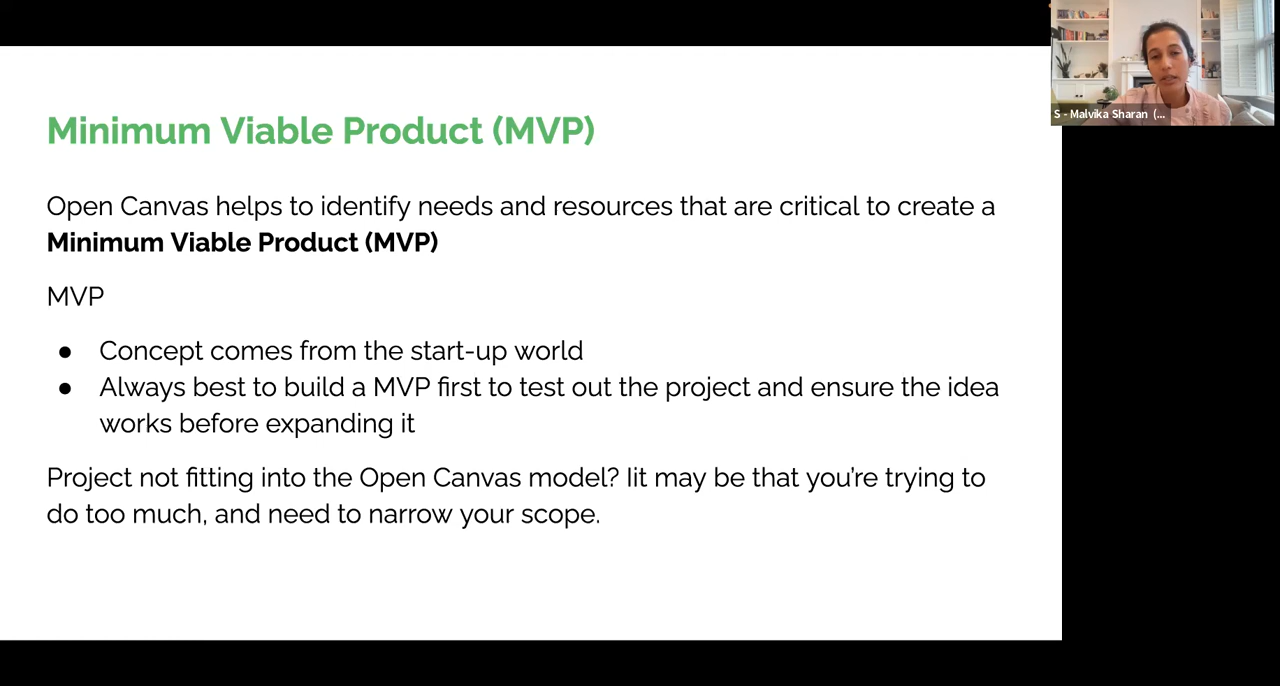 Minimum Viable Product (MVP)
Open Canvas helps to identify needs and resources that are critical to create a
Minimum Viable Product (MVP)
MVP
● Concept comes from the start-up world
● Always best to build a MVP first to test out the project and ensure the idea
works before expanding it
Project not fitting into the Open Canvas model? Iit may be that you're trying to
do too much, and need to narrow your scope.
S - Malvika Sharan (...